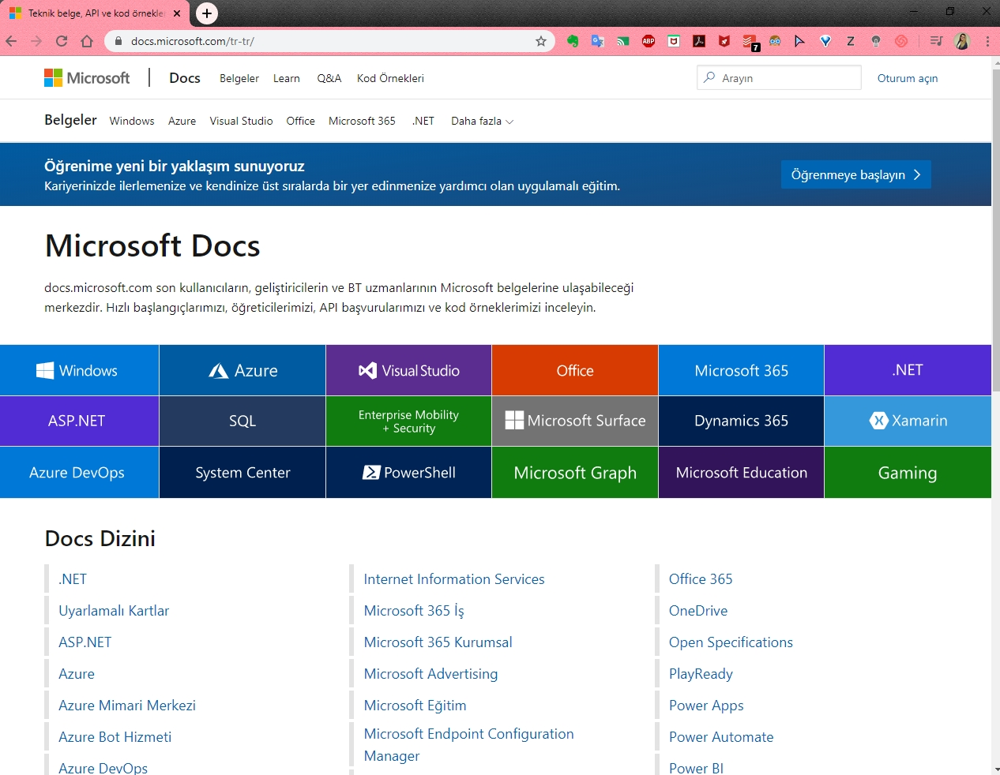 Teknik belge, API ve kod örnekler
docs.microsoft.com/tr-tr/
ABP
7
Z
Microsoft
Docs
Belgeler
Learn
Q&A
Kod Örnekleri
Arayın
Oturum açın
Belgeler
Windows
Azure
Visual Studio
Office
Microsoft 365
.NET
Daha fazla
Öğrenime yeni bir yaklaşım sunuyoruz
Kariyerinizde ilerlemenize ve kendinize üst sıralarda bir yer edinmenize yardımcı olan uygulamalı eğitim.
Öğrenmeye başlayın
Microsoft Docs
docs.microsoft.com son kullanıcıların, geliştiricilerin ve BT uzmanlarının Microsoft belgelerine ulaşabileceği
merkezdir. Hızlı başlangıçlarımızı, öğreticilerimizi, API başvurularımızı ve kod örneklerimizi inceleyin.
Windows
Azure
Visual Studio
Office
Microsoft 365
.NET
ASP.NET
SQL
Enterprise Mobility
+ Security
Microsoft Surface
Dynamics 365
Xamarin
Azure DevOps
System Center
PowerShell
Microsoft Graph
Microsoft Education
Gaming
Docs Dizini
.NET
Uyarlamalı Kartlar
ASP.NET
Azure
Azure Mimari Merkezi
Azure Bot Hizmeti
Azure DevOps
Internet Information Services
Microsoft 365 İş
Microsoft 365 Kurumsal
Microsoft Advertising
Microsoft Eğitim
Microsoft Endpoint Configuration
Manager
Office 365
OneDrive
Open Specifications
PlayReady
Power Apps
Power Automate
Power BI